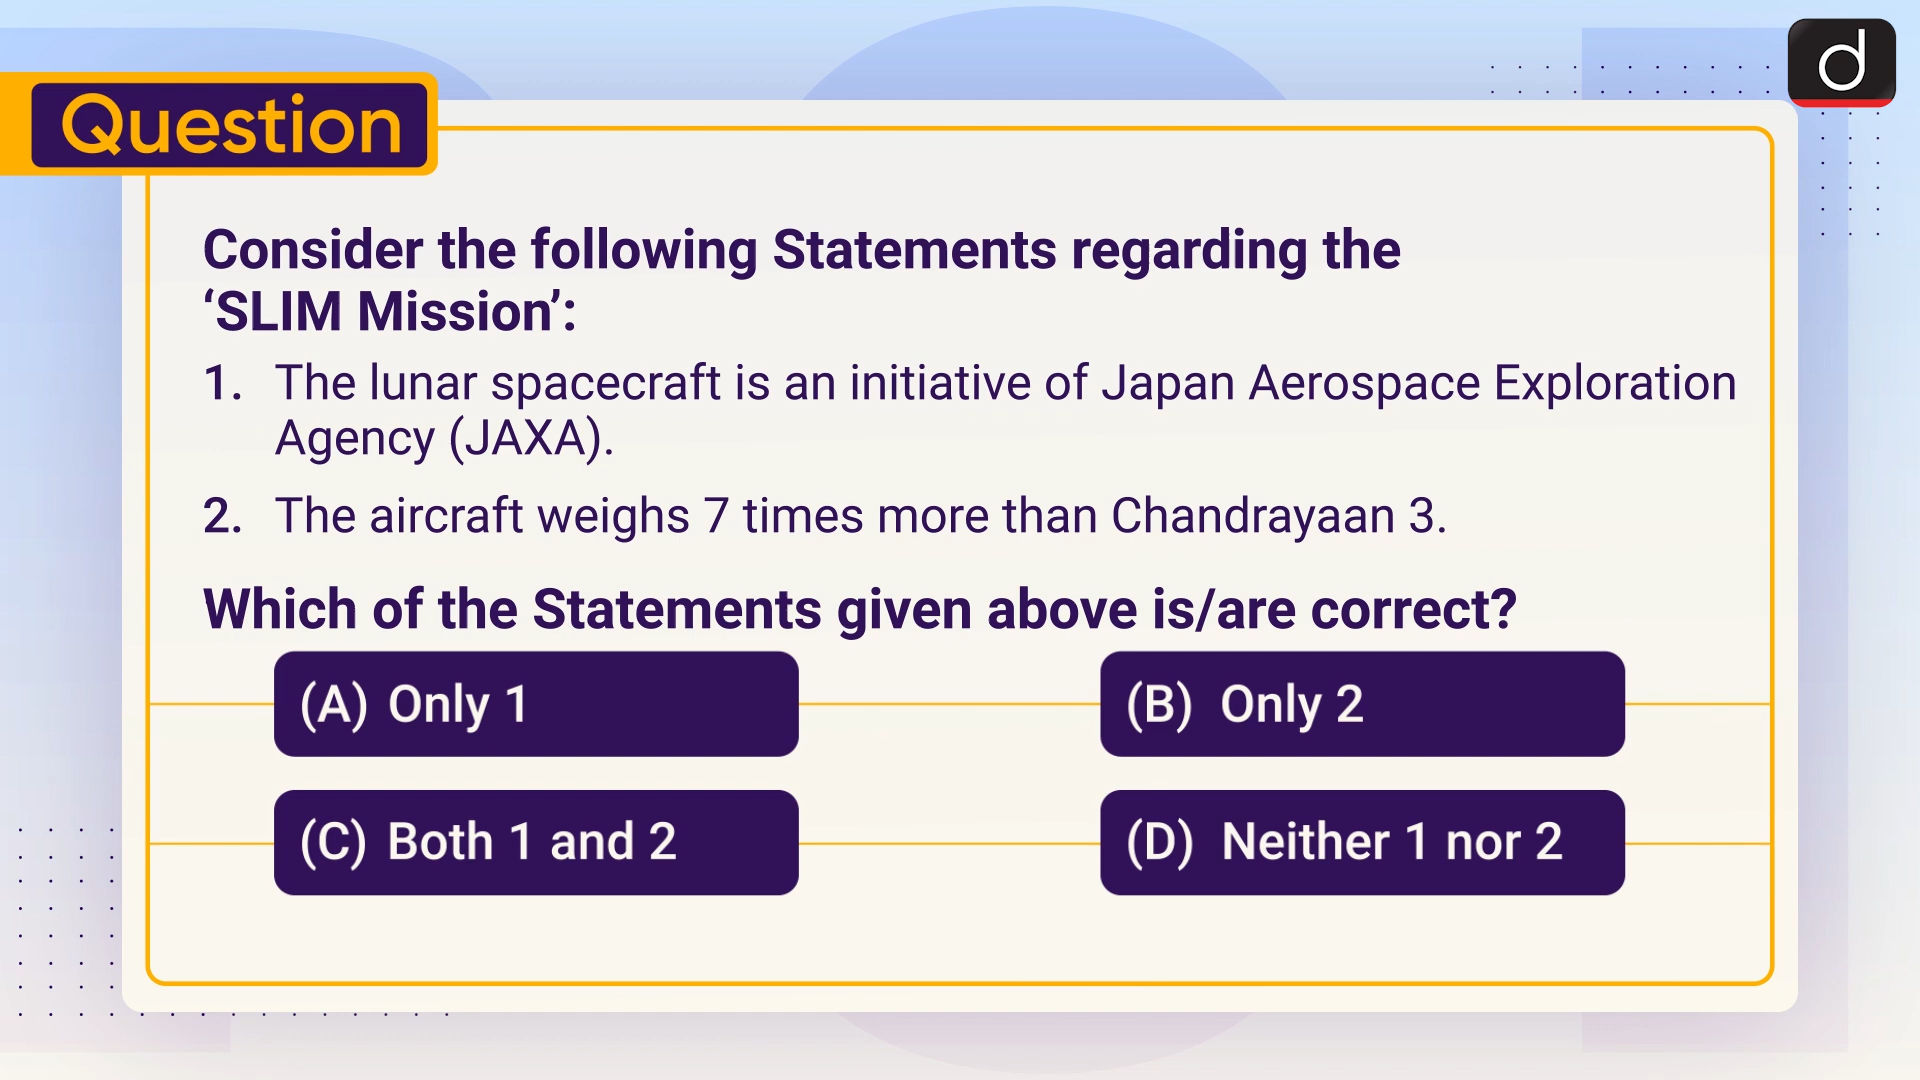 Question
Consider the following Statements regarding the
‘SLIM Mission’:
1. The lunar spacecraft is an initiative of Japan Aerospace Exploration
Agency (JAXA).
2. The aircraft weighs 7 times more than Chandrayaan 3.
Which of the Statements given above is/are correct?
(A) Only 1
(B) Only 2
(C) Both 1 and 2
(D) Neither 1 nor 2
d